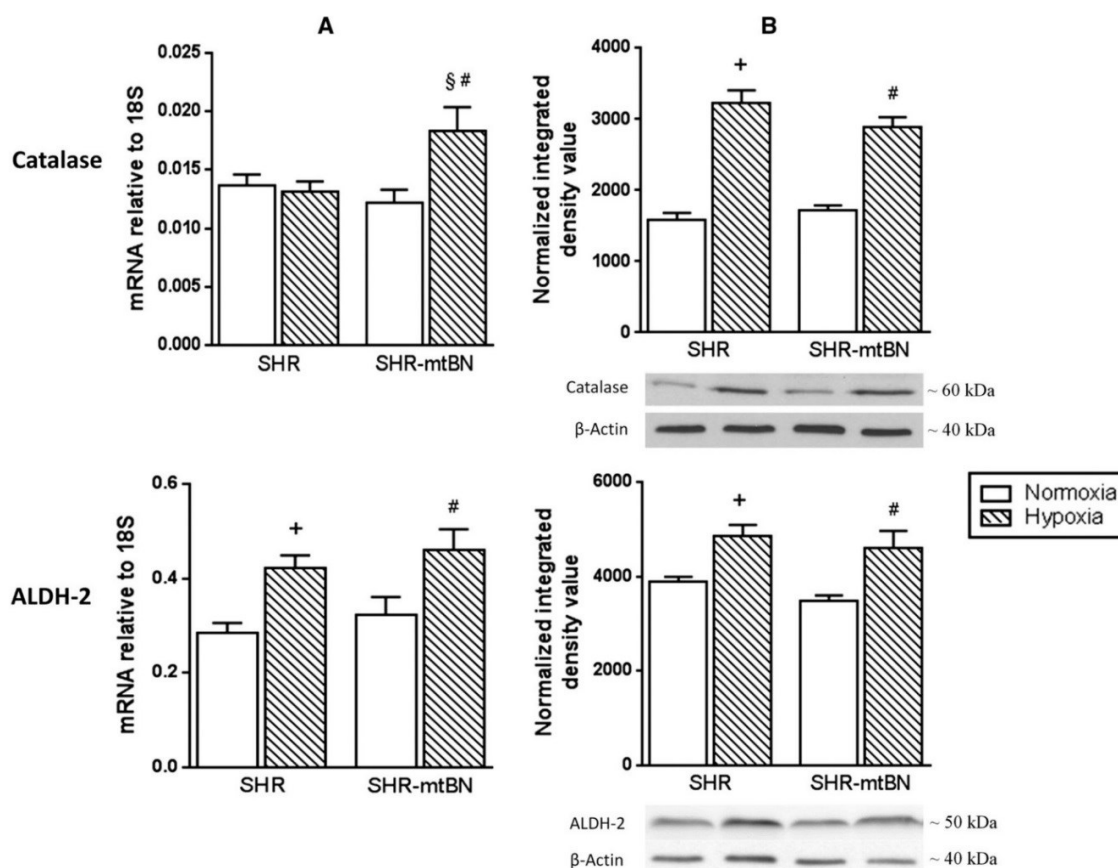 A
B
Catalase
mRNA relative to 18S
0.025
0.020
0.015
0.010
0.005
0.000
§ #
SHR
SHR-mtBN
Normalized integrated
density value
4000
3000
2000
1000
0
+
#
SHR
SHR-mtBN
Catalase
~ 60 kDa
β-Actin
~ 40 kDa
ALDH-2
mRNA relative to 18S
0.6
0.4
0.2
0.0
+
#
SHR
SHR-mtBN
Normalized integrated
density value
6000
4000
2000
0
+
#
SHR
SHR-mtBN
Normoxia
Hypoxia
ALDH-2
~ 50 kDa
β-Actin
~ 40 kDa